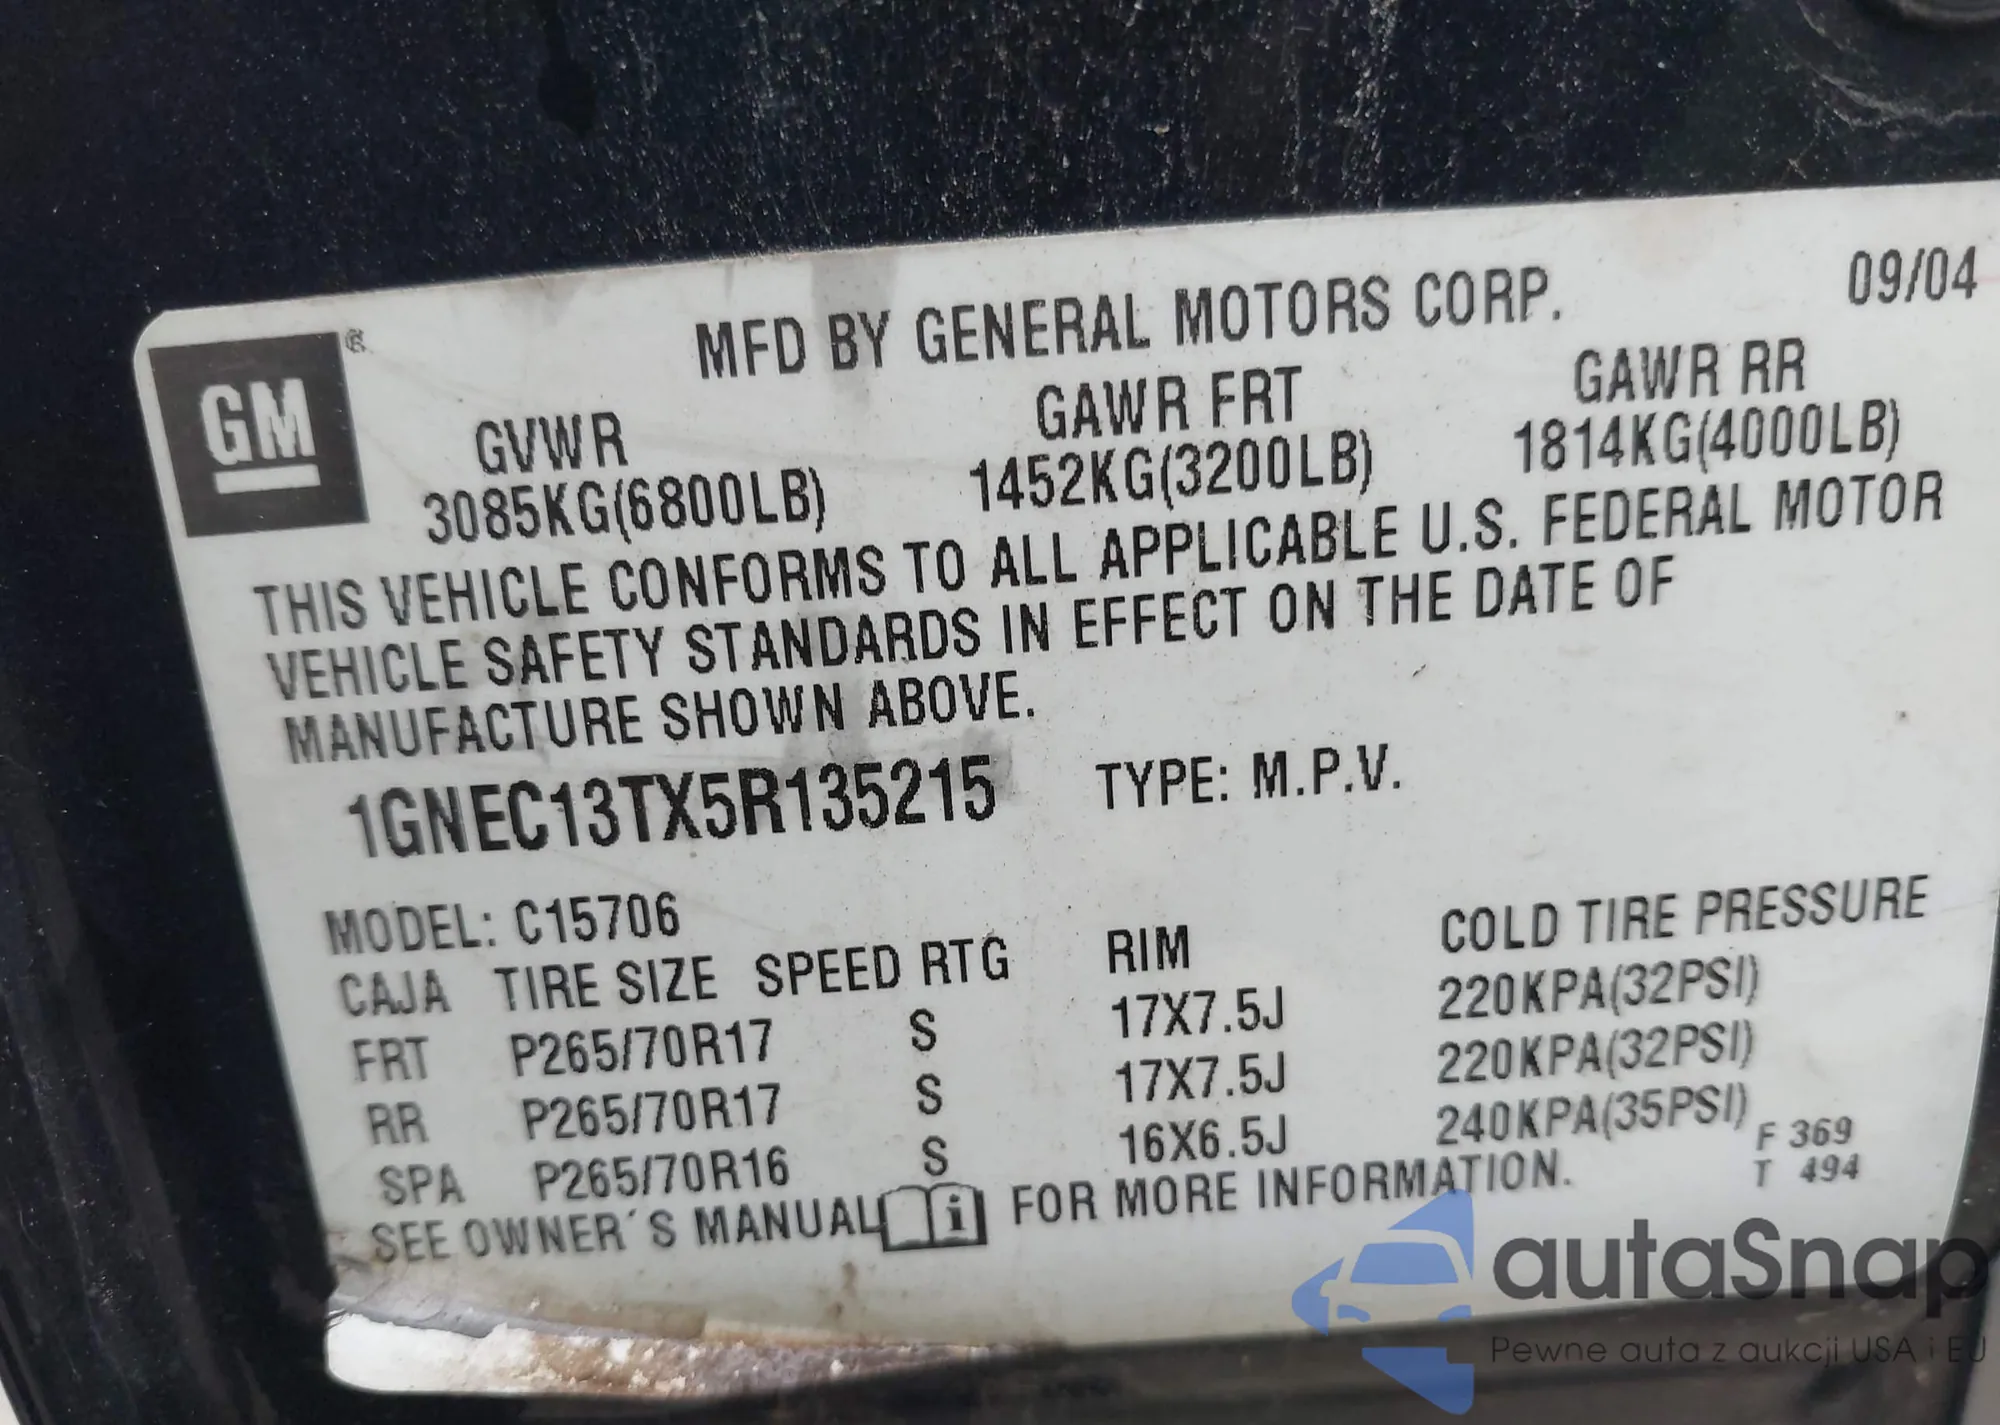 GM®
MFD BY GENERAL MOTORS CORP. 09/04
GVWR GAWR FRT GAWR RR
3085KG(6800LB) 1452KG(3200LB) 1814KG(4000LB)
THIS VEHICLE CONFORMS TO ALL APPLICABLE U.S. FEDERAL MOTOR
VEHICLE SAFETY STANDARDS IN EFFECT ON THE DATE OF
MANUFACTURE SHOWN ABOVE.
1GNEC13TX5R135215 TYPE: M.P.V.
MODEL: C15706
CAJA TIRE SIZE SPEED RTG RIM COLD TIRE PRESSURE
FRT P265/70R17 S 17X7.5J 220KPA(32PSI)
RR P265/70R17 S 17X7.5J 220KPA(32PSI)
SPA P265/70R16 S 16X6.5J 240KPA(35PSI)
F 369
T 494
SEE OWNER'S MANUAL i FOR MORE INFORMATION.
autaSnap
Pewne auta z aukcji USA i EU